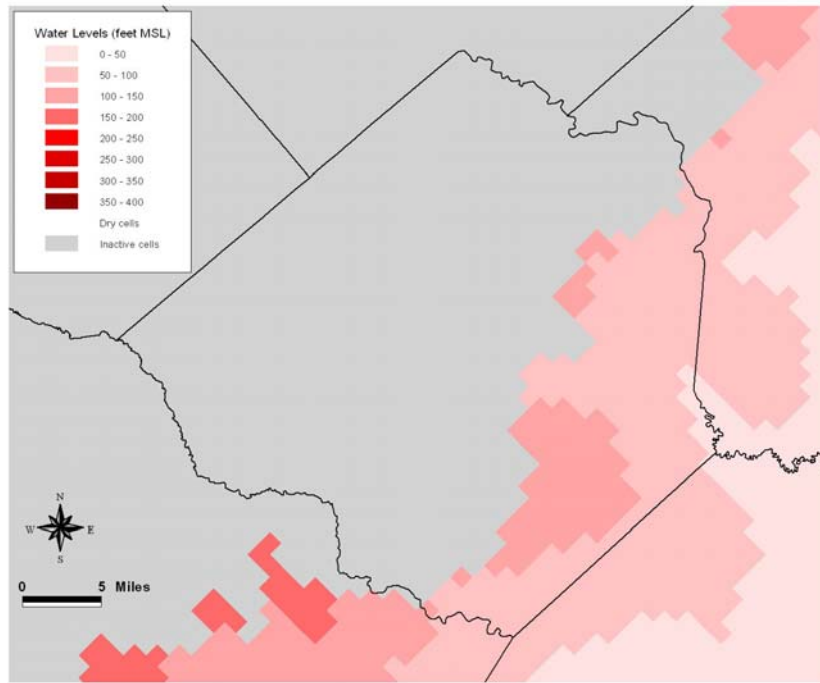 Water Levels (feet MSL)
0 - 50
50 - 100
100 - 150
150 - 200
200 - 250
250 - 300
300 - 350
350 - 400
Dry cells
Inactive cells
N
W E
S
0 5 Miles